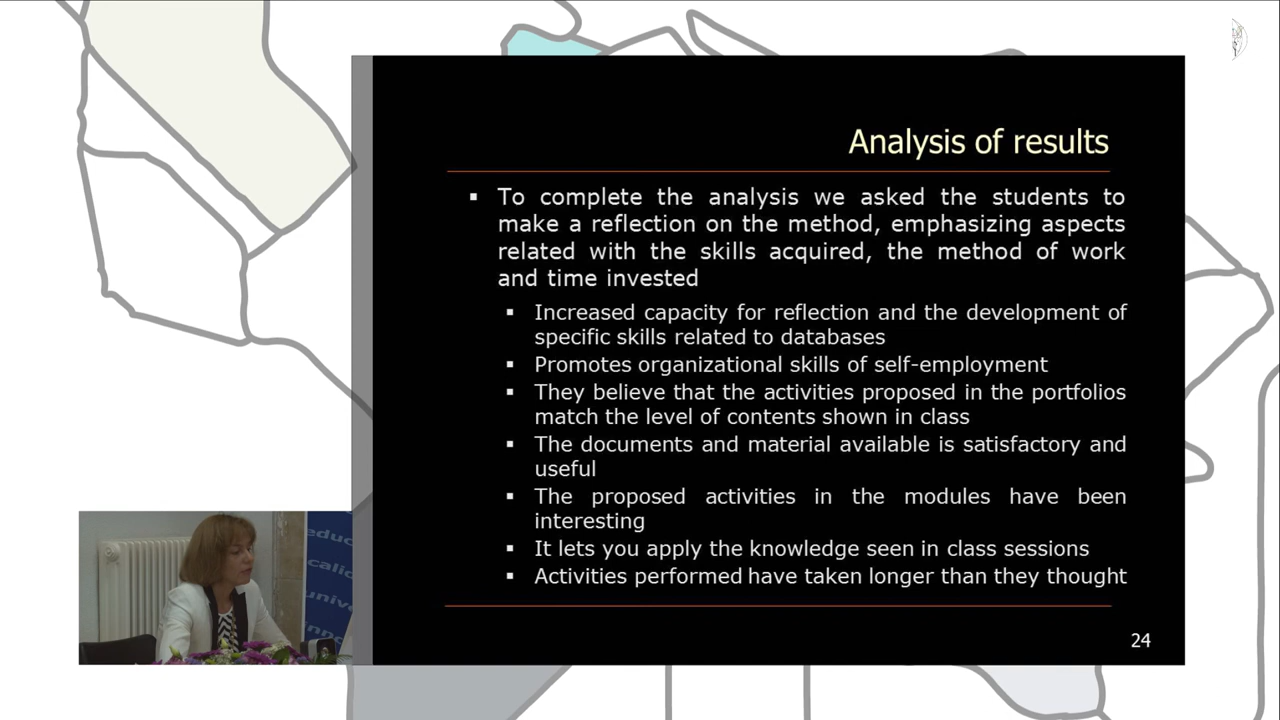 Analysis of results
▪ To complete the analysis we asked the students to
make a reflection on the method, emphasizing aspects
related with the skills acquired, the method of work
and time invested
▪ Increased capacity for reflection and the development of
specific skills related to databases
▪ Promotes organizational skills of self-employment
▪ They believe that the activities proposed in the portfolios
match the level of contents shown in class
▪ The documents and material available is satisfactory and
useful
▪ The proposed activities in the modules have been
interesting
▪ It lets you apply the knowledge seen in class sessions
▪ Activities performed have taken longer than they thought
24
educ
unive